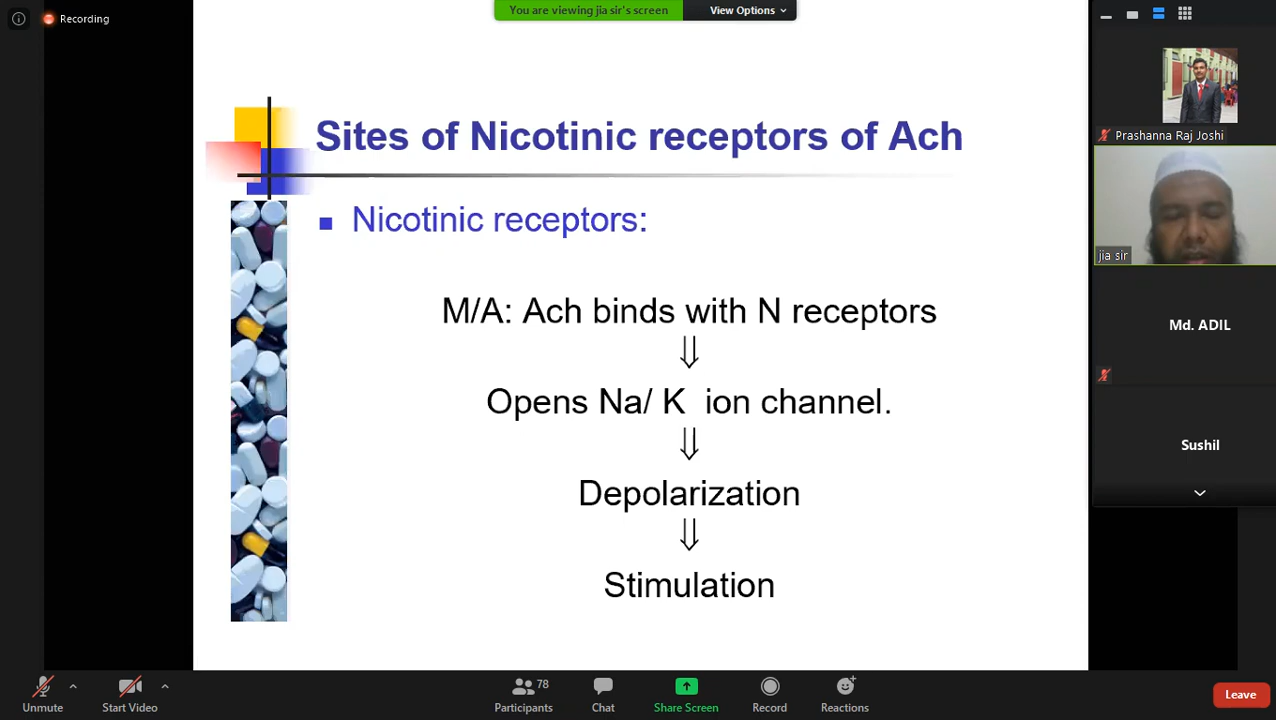 Recording
You are viewing jia sir's screen
View Options
Sites of Nicotinic receptors of Ach
Nicotinic receptors:
M/A: Ach binds with N receptors
⇓
Opens Na/ K ion channel.
⇓
Depolarization
⇓
Stimulation
Prashanna Raj Joshi
jia sir
Md. ADIL
Sushil
Unmute
Start Video
78
Participants
Chat
Share Screen
Record
Reactions
Leave